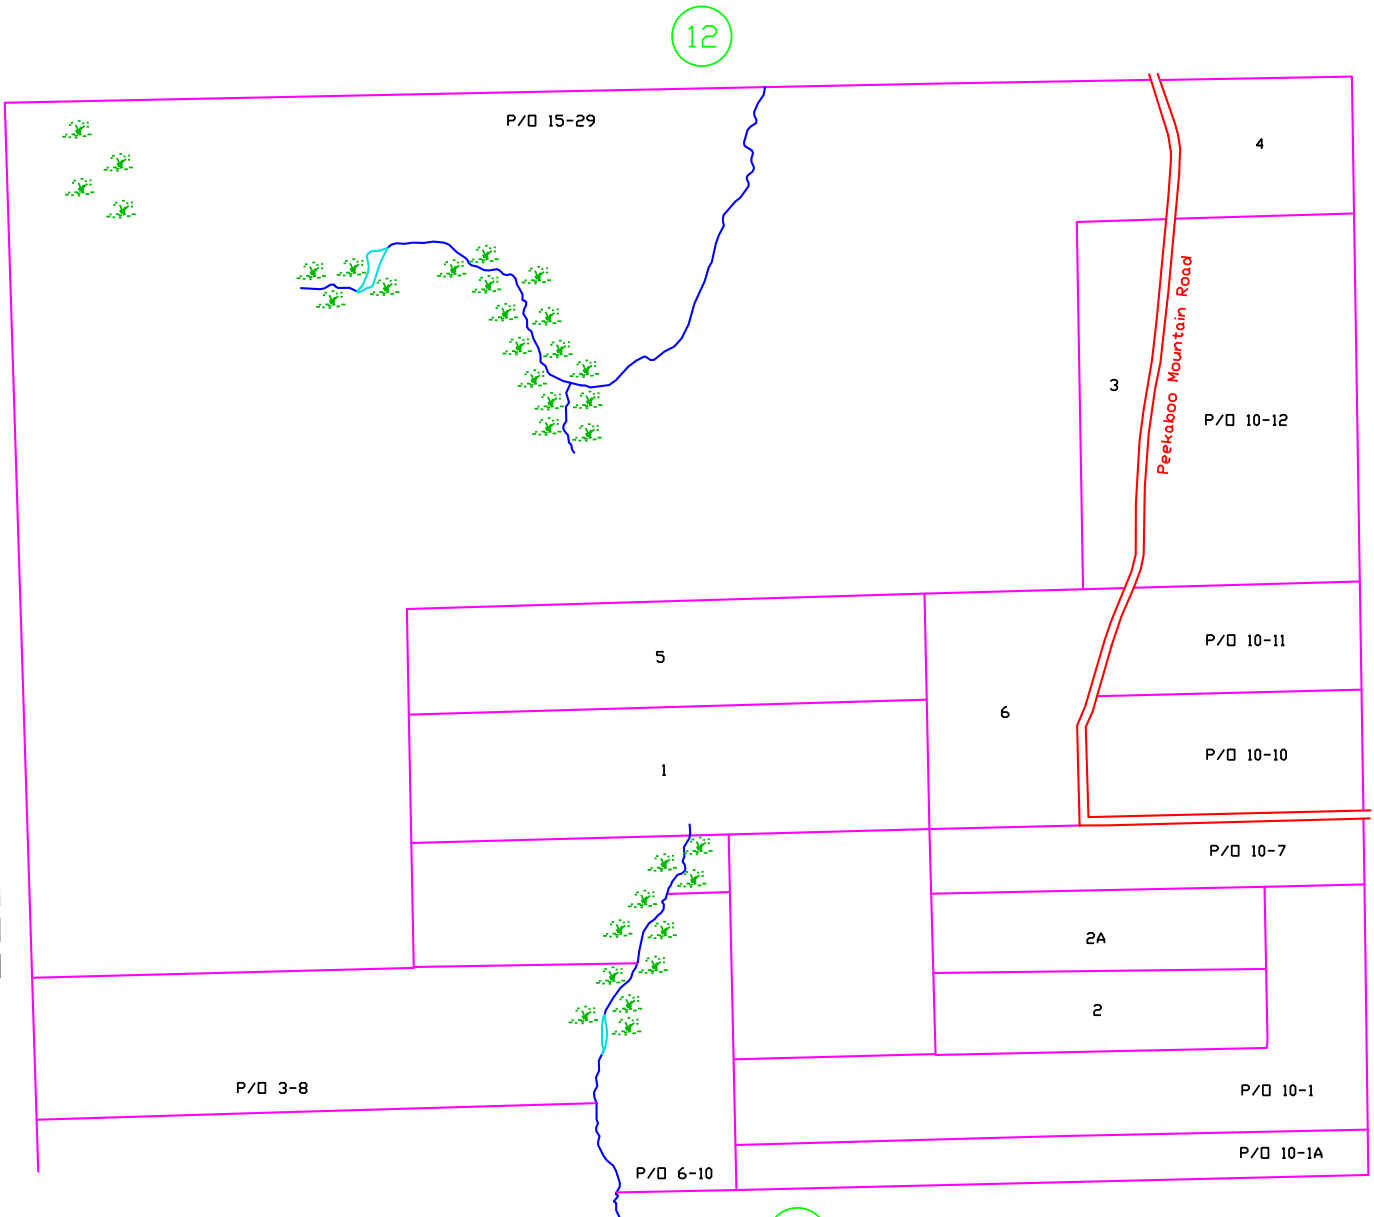 12
P/O 15-29
4
Peekaboo Mountain Road
3
P/O 10-12
P/O 10-11
5
6
P/O 10-10
1
P/O 10-7
2A
2
P/O 3-8
P/O 10-1
P/O 10-1A
P/O 6-10